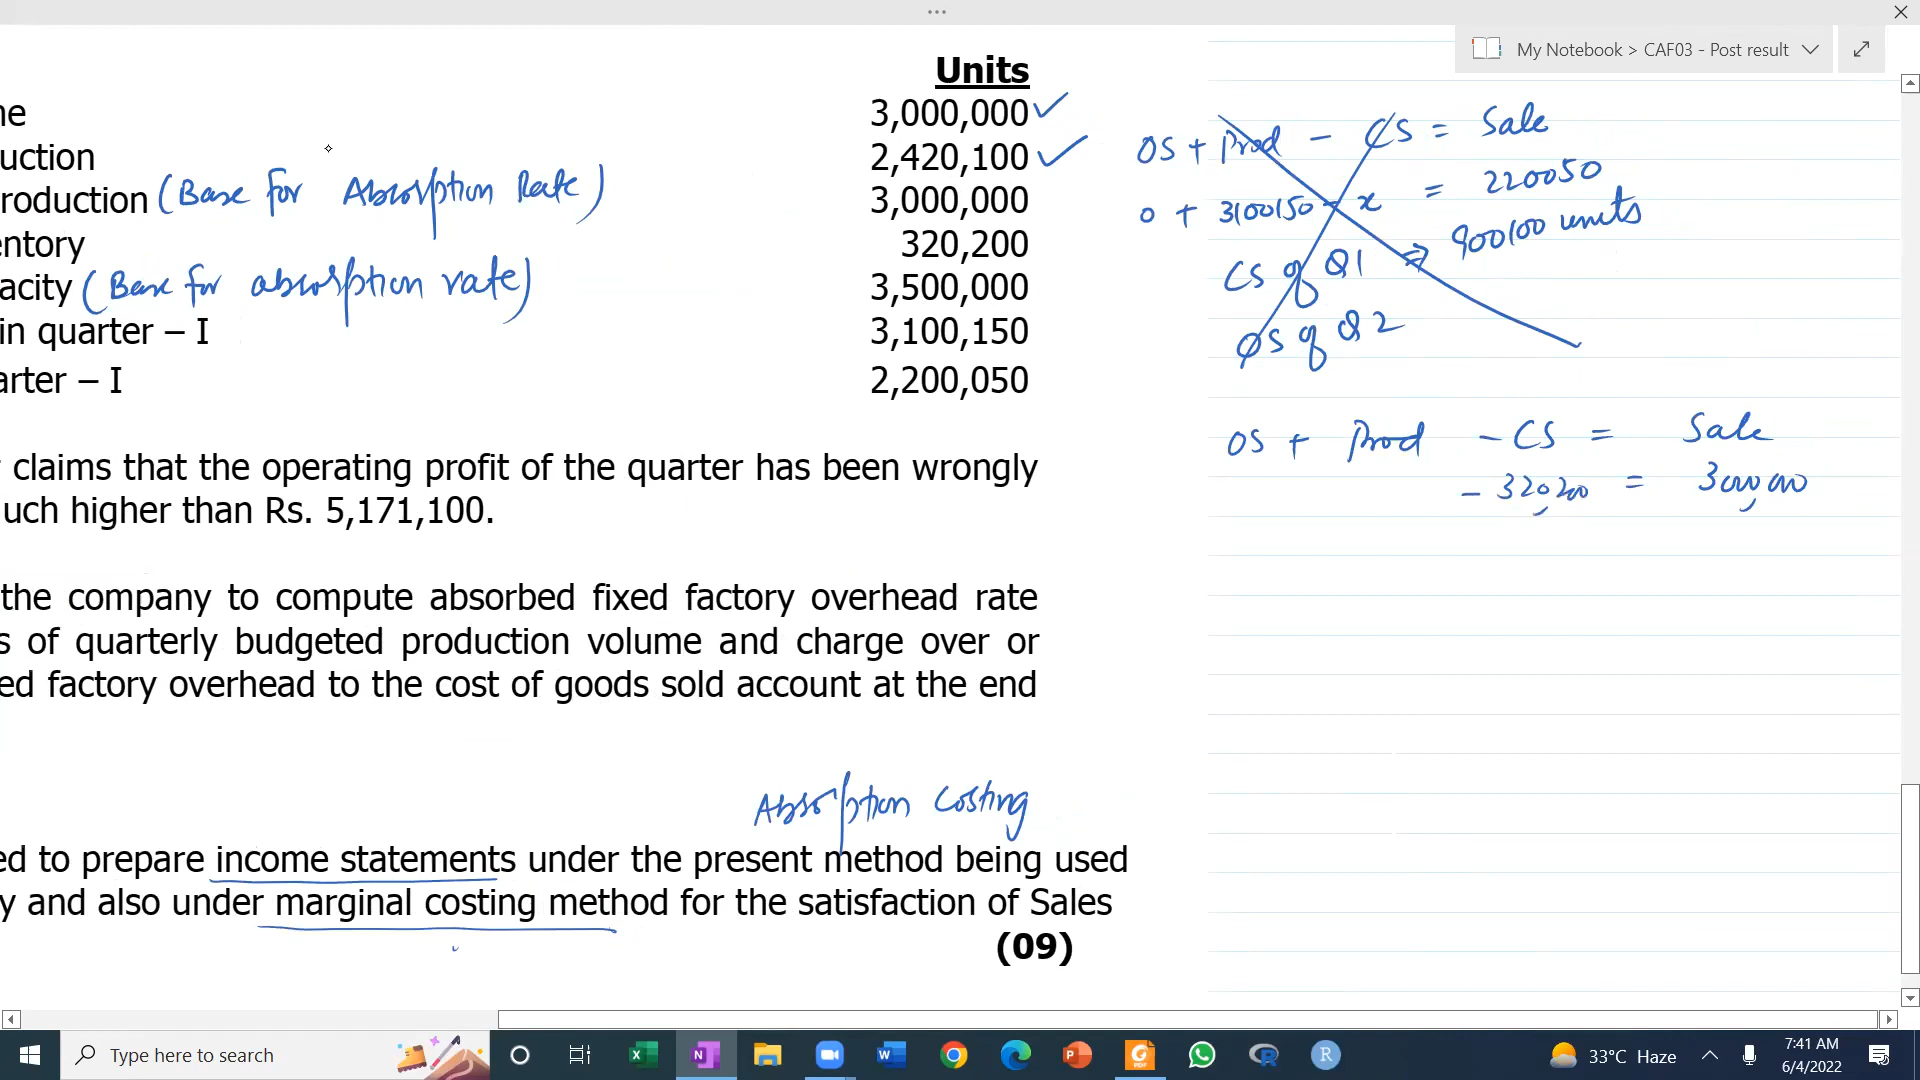 My Notebook > CAF03 - Post result
Units
ne 3,000,000
uction 2,420,100
roduction (Base for Absorption Rate) 3,000,000
entory 320,200
acity (Base for absorption rate) 3,500,000
in quarter – I 3,100,150
arter – I 2,200,050
claims that the operating profit of the quarter has been wrongly
uch higher than Rs. 5,171,100.
the company to compute absorbed fixed factory overhead rate
s of quarterly budgeted production volume and charge over or
ed factory overhead to the cost of goods sold account at the end
Absorption Costing
ed to prepare income statements under the present method being used
y and also under marginal costing method for the satisfaction of Sales
(09)
OS + Prod - CS = Sale
0 + 3100150 - x = 220050
CS of Q1 ⇒ 900100 units
OS of Q2
OS + Prod - CS = Sale
- 320,200 = 3000,000
Type here to search
33°C Haze
7:41 AM
6/4/2022